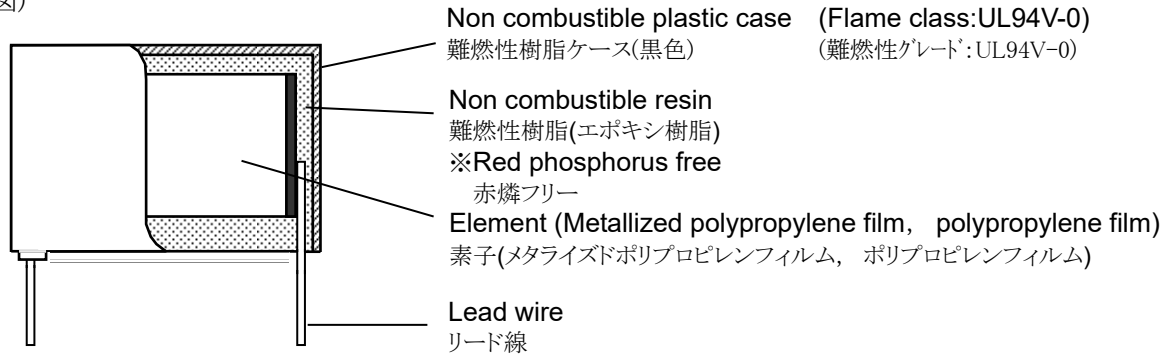 図)
Non combustible plastic case (Flame class:UL94V-0)
難燃性樹脂ケース(黒色) (難燃性グレード:UL94V-0)
Non combustible resin
難燃性樹脂(エポキシ樹脂)
※Red phosphorus free
赤燐フリー
Element (Metallized polypropylene film, polypropylene film)
素子(メタライズドポリプロピレンフィルム, ポリプロピレンフィルム)
Lead wire
リード線